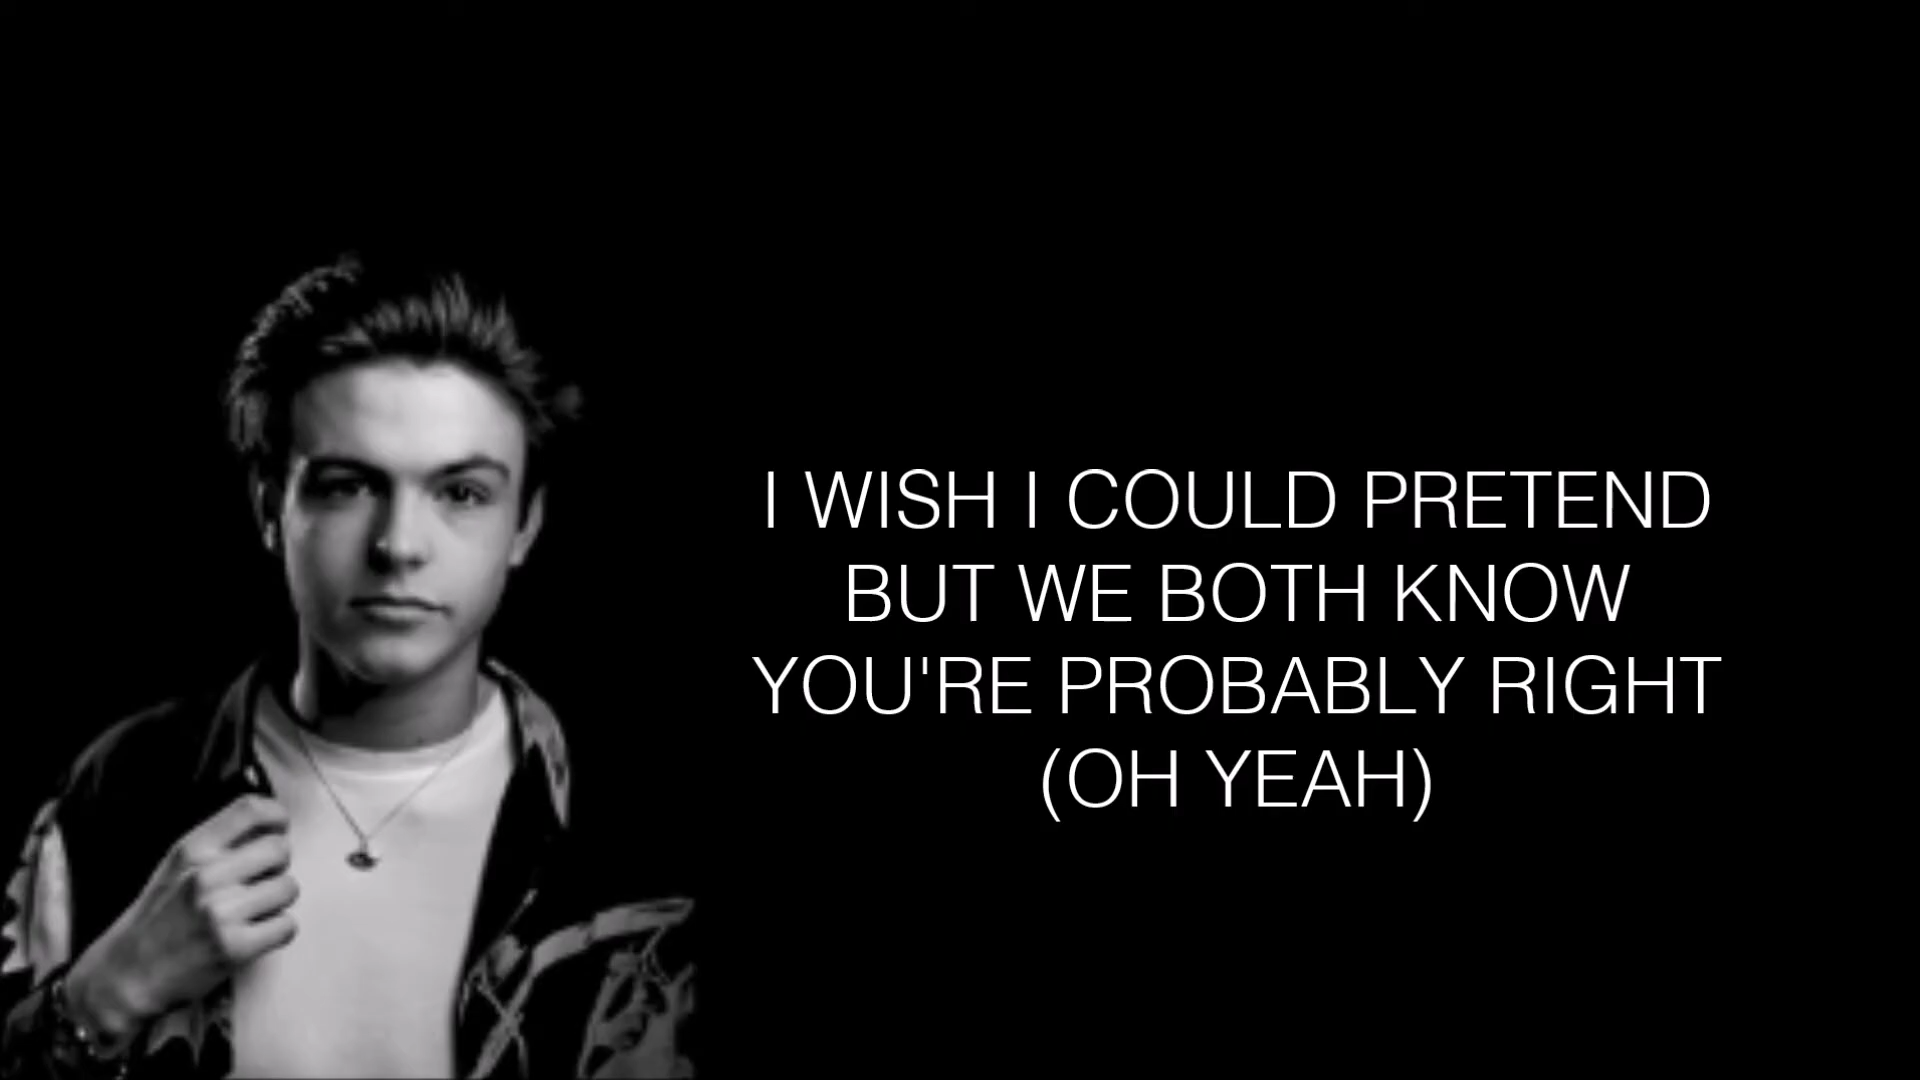 I WISH I COULD PRETEND
BUT WE BOTH KNOW
YOU'RE PROBABLY RIGHT
(OH YEAH)